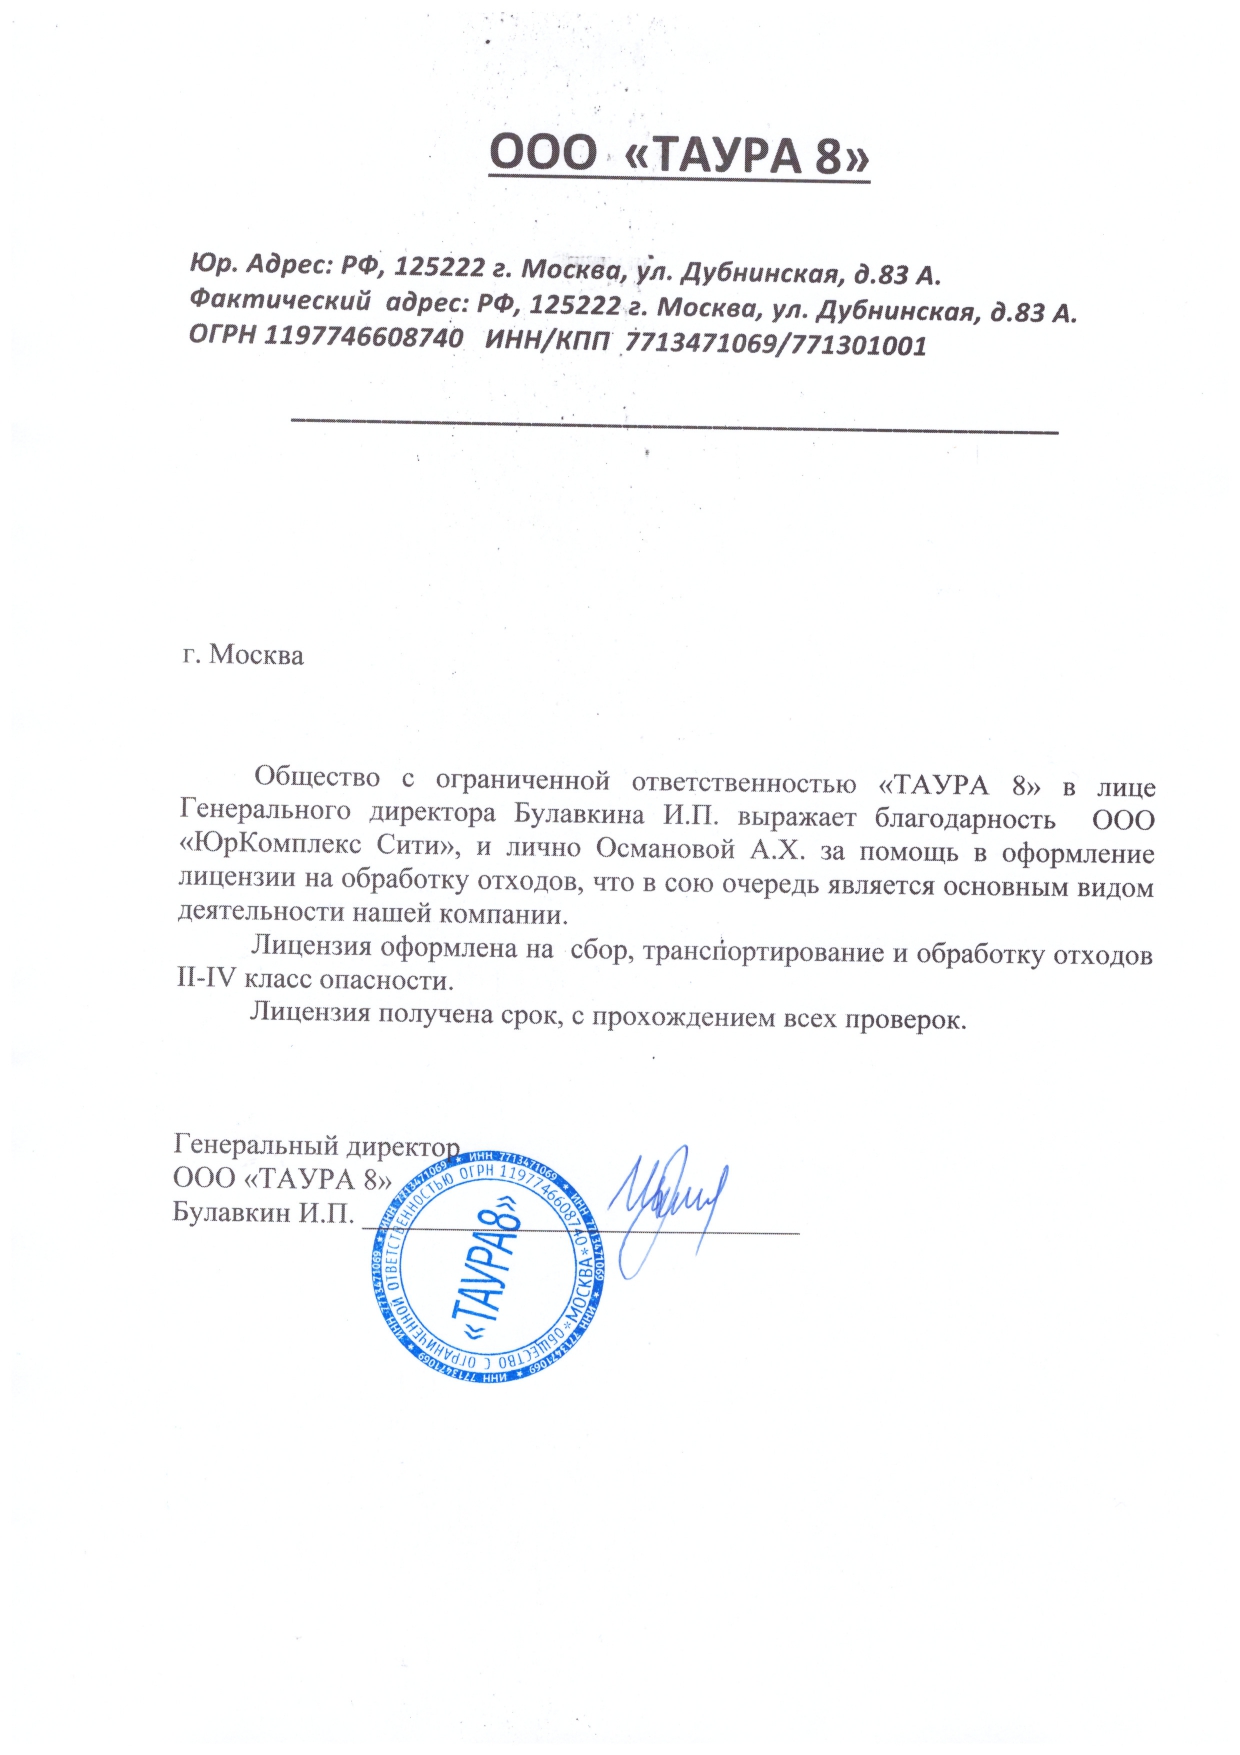 ООО «ТАУРА 8»
Юр. Адрес: РФ, 125222 г. Москва, ул. Дубнинская, д.83 А.
Фактический адрес: РФ, 125222 г. Москва, ул. Дубнинская, д.83 А.
ОГРН 1197746608740 ИНН/КПП 7713471069/771301001
г. Москва
Общество с ограниченной ответственностью «ТАУРА 8» в лице
Генерального директора Булавкина И.П. выражает благодарность ООО
«ЮрКомплекс Сити», и лично Османовой А.Х. за помощь в оформление
лицензии на обработку отходов, что в сою очередь является основным видом
деятельности нашей компании.
Лицензия оформлена на сбор, транспортирование и обработку отходов
II-IV класс опасности.
Лицензия получена срок, с прохождением всех проверок.
Генеральный директор
ООО «ТАУРА 8»
Булавкин И.П.
ИНН 7713471069 * ИНН 7713471069 * ИНН 7713471069 * ИНН 7713471069 * ИНН 7713471069 * ИНН 7713471069 *
ОБЩЕСТВО С ОГРАНИЧЕННОЙ ОТВЕТСТВЕННОСТЬЮ ОГРН 1197746608740 * МОСКВА *
«ТАУРА8»